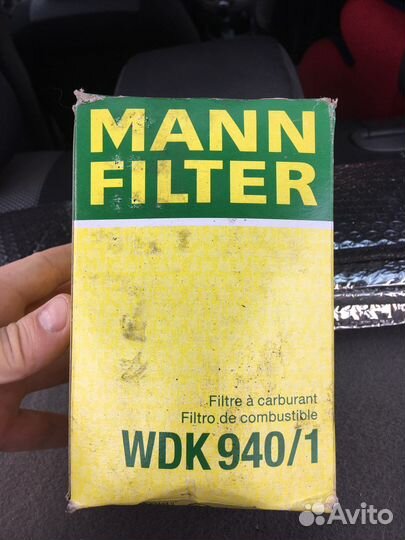 MANN
FILTER
Filtre à carburant
Filtro de combustible
WDK 940/1
Avito